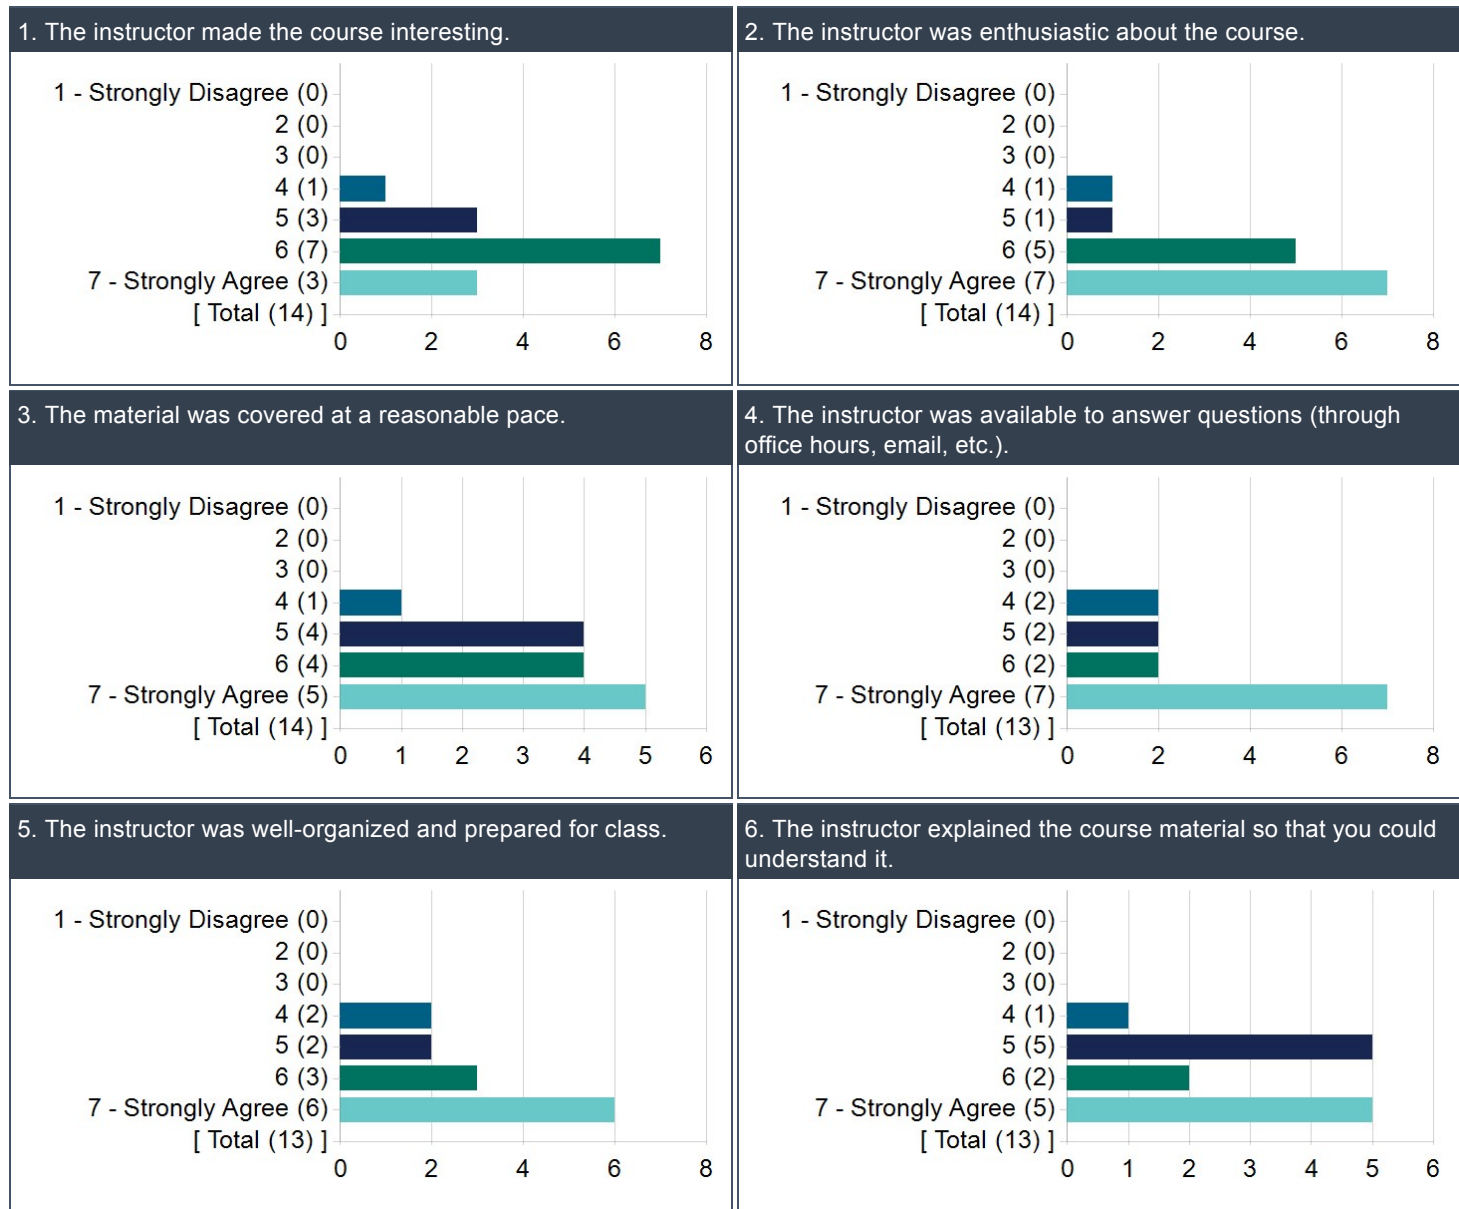 1. The instructor made the course interesting.
1 - Strongly Disagree (0)
2 (0)
3 (0)
4 (1)
5 (3)
6 (7)
7 - Strongly Agree (3)
[ Total (14) ]
0 2 4 6 8
2. The instructor was enthusiastic about the course.
1 - Strongly Disagree (0)
2 (0)
3 (0)
4 (1)
5 (1)
6 (5)
7 - Strongly Agree (7)
[ Total (14) ]
0 2 4 6 8
3. The material was covered at a reasonable pace.
1 - Strongly Disagree (0)
2 (0)
3 (0)
4 (1)
5 (4)
6 (4)
7 - Strongly Agree (5)
[ Total (14) ]
0 1 2 3 4 5 6
4. The instructor was available to answer questions (through
office hours, email, etc.).
1 - Strongly Disagree (0)
2 (0)
3 (0)
4 (2)
5 (2)
6 (2)
7 - Strongly Agree (7)
[ Total (13) ]
0 2 4 6 8
5. The instructor was well-organized and prepared for class.
1 - Strongly Disagree (0)
2 (0)
3 (0)
4 (2)
5 (2)
6 (3)
7 - Strongly Agree (6)
[ Total (13) ]
0 2 4 6 8
6. The instructor explained the course material so that you could
understand it.
1 - Strongly Disagree (0)
2 (0)
3 (0)
4 (1)
5 (5)
6 (2)
7 - Strongly Agree (5)
[ Total (13) ]
0 1 2 3 4 5 6